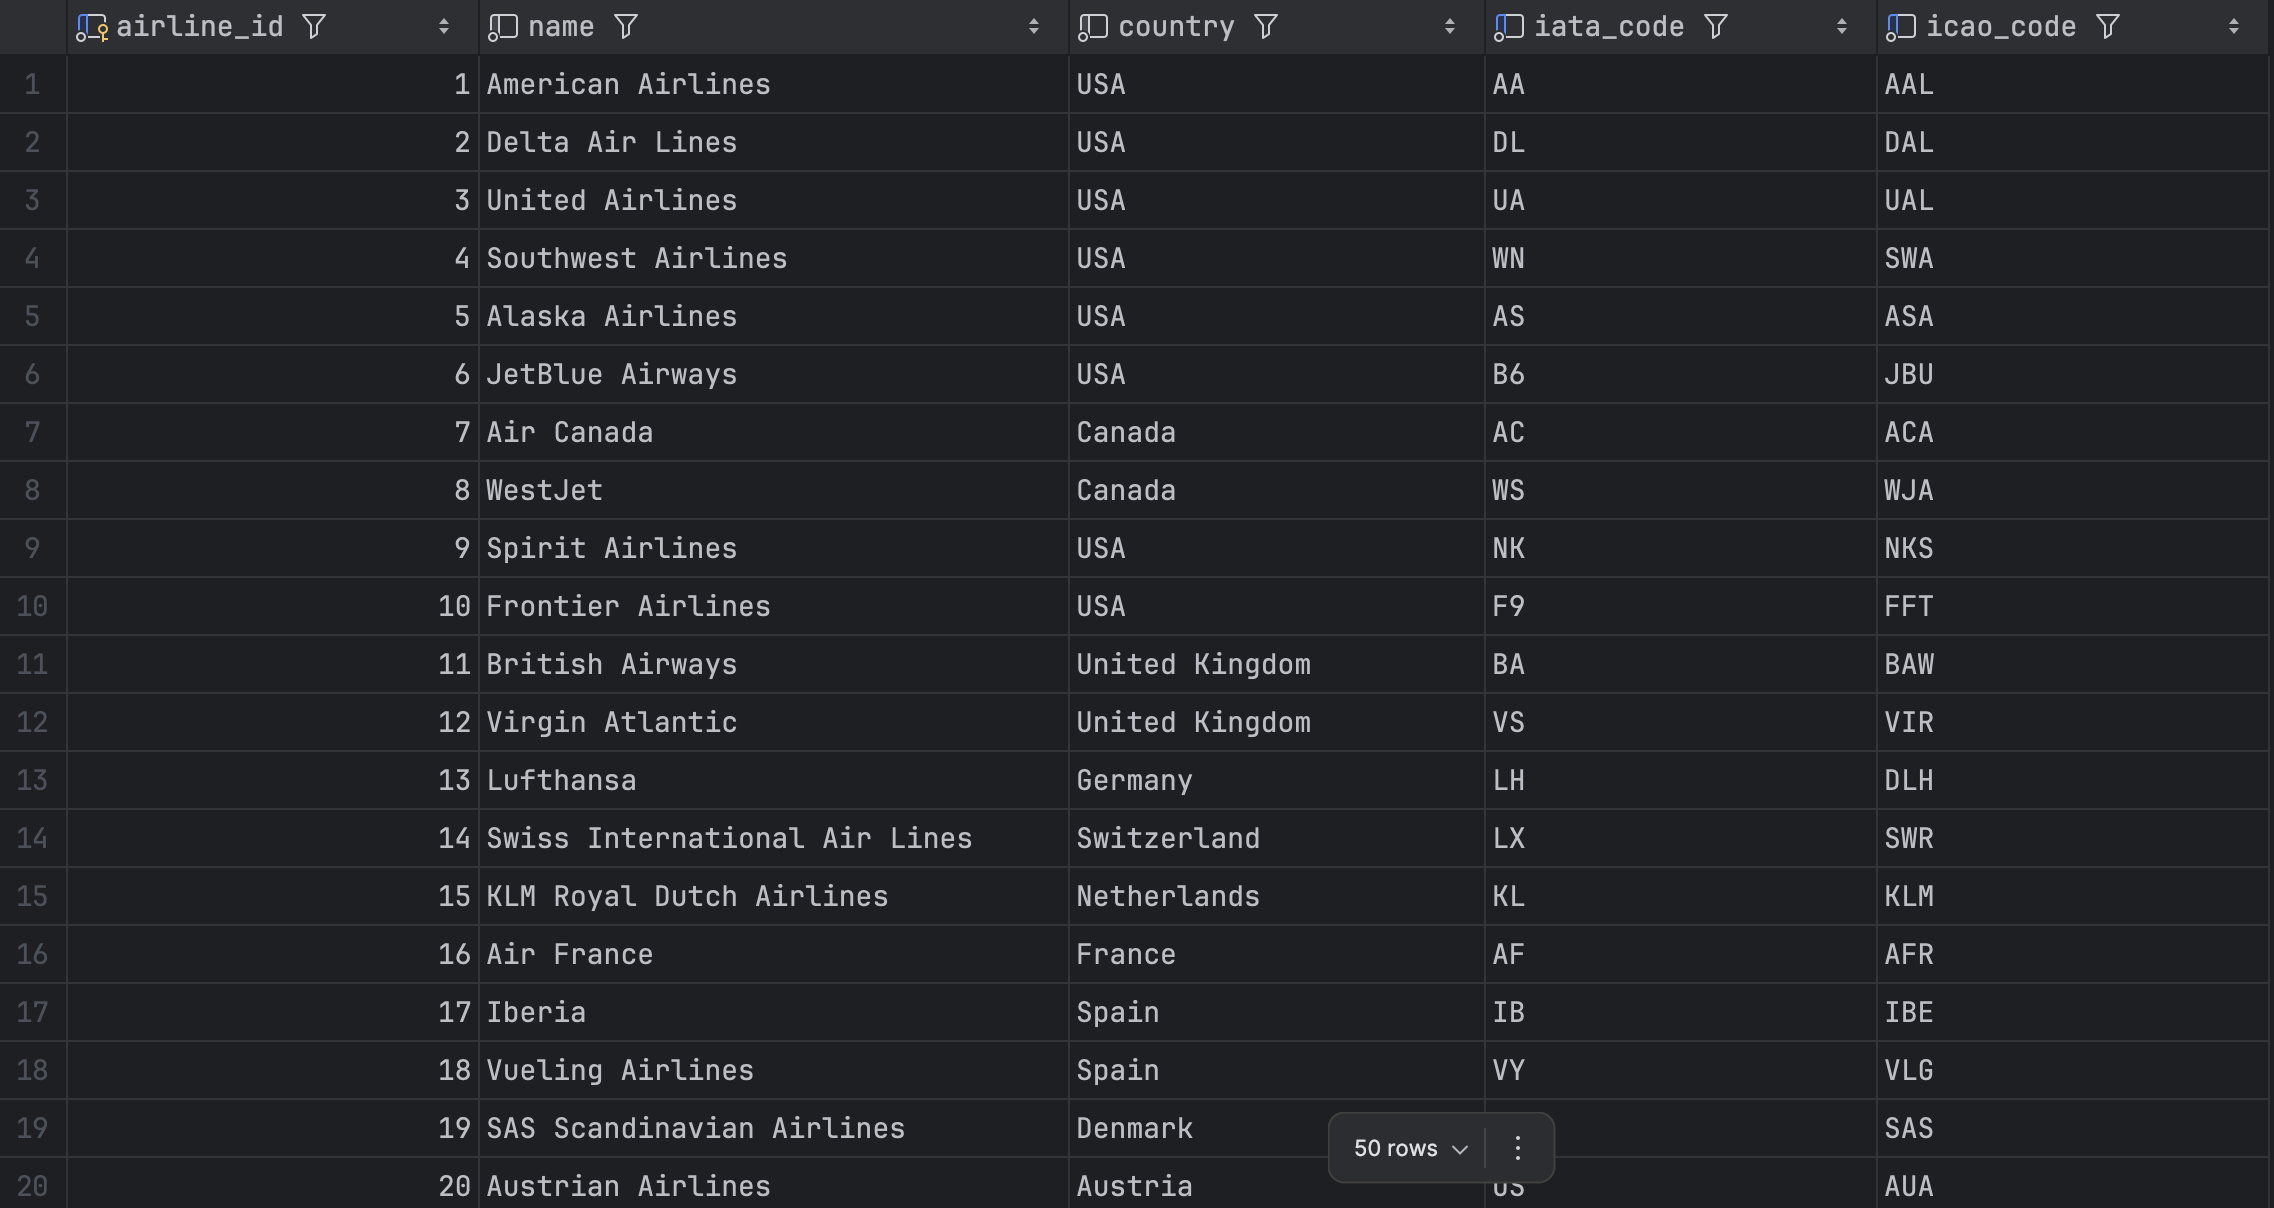 airline_id name country iata_code icao_code
1 1 American Airlines USA AA AAL
2 2 Delta Air Lines USA DL DAL
3 3 United Airlines USA UA UAL
4 4 Southwest Airlines USA WN SWA
5 5 Alaska Airlines USA AS ASA
6 6 JetBlue Airways USA B6 JBU
7 7 Air Canada Canada AC ACA
8 8 WestJet Canada WS WJA
9 9 Spirit Airlines USA NK NKS
10 10 Frontier Airlines USA F9 FFT
11 11 British Airways United Kingdom BA BAW
12 12 Virgin Atlantic United Kingdom VS VIR
13 13 Lufthansa Germany LH DLH
14 14 Swiss International Air Lines Switzerland LX SWR
15 15 KLM Royal Dutch Airlines Netherlands KL KLM
16 16 Air France France AF AFR
17 17 Iberia Spain IB IBE
18 18 Vueling Airlines Spain VY VLG
19 19 SAS Scandinavian Airlines Denmark SAS
50 rows
20 20 Austrian Airlines Austria AUA